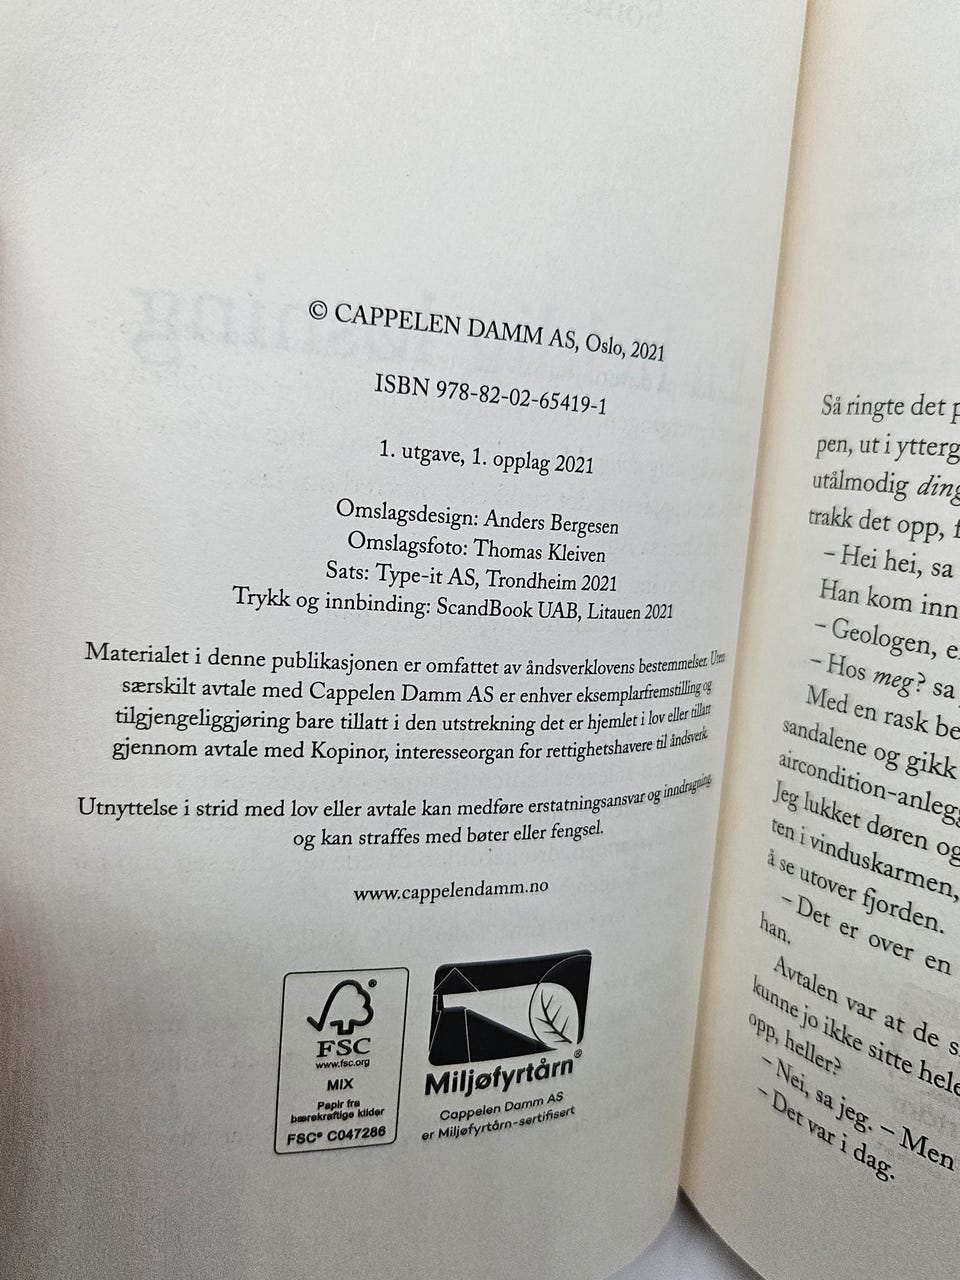 © CAPPELEN DAMM AS, Oslo, 2021
ISBN 978-82-02-65419-1
1. utgave, 1. opplag 2021
Omslagsdesign: Anders Bergesen
Omslagsfoto: Thomas Kleiven
Sats: Type-it AS, Trondheim 2021
Trykk og innbinding: ScandBook UAB, Litauen 2021
Materialet i denne publikasjonen er omfattet av åndsverklovens bestemmelser. Uten
særskilt avtale med Cappelen Damm AS er enhver eksemplarfremstilling og
tilgjengeliggjøring bare tillatt i den utstrekning det er hjemlet i lov eller tillatt
gjennom avtale med Kopinor, interesseorgan for rettighetshavere til åndsverk.
Utnyttelse i strid med lov eller avtale kan medføre erstatningsansvar og inndragning,
og kan straffes med bøter eller fengsel.
www.cappelendamm.no
FSC®
www.fsc.org
MIX
Papir fra
bærekraftige kilder
FSC® C047286
Miljøfyrtårn®
Cappelen Damm AS
er Miljøfyrtårn-sertifisert
Så ringte det p
pen, ut i ytterg
utålmodig ding
trakk det opp, f
– Hei hei, sa
Han kom inn
– Geologen, e
– Hos meg? sa
Med en rask be
sandalene og gikk
aircondition-anlegg
Jeg lukket døren og
ten i vinduskarmen,
å se utover fjorden.
– Det er over en
han.
Avtalen var at de s
kunne jo ikke sitte hele
opp, heller?
– Nei, sa jeg. – Men
– Det var i dag.